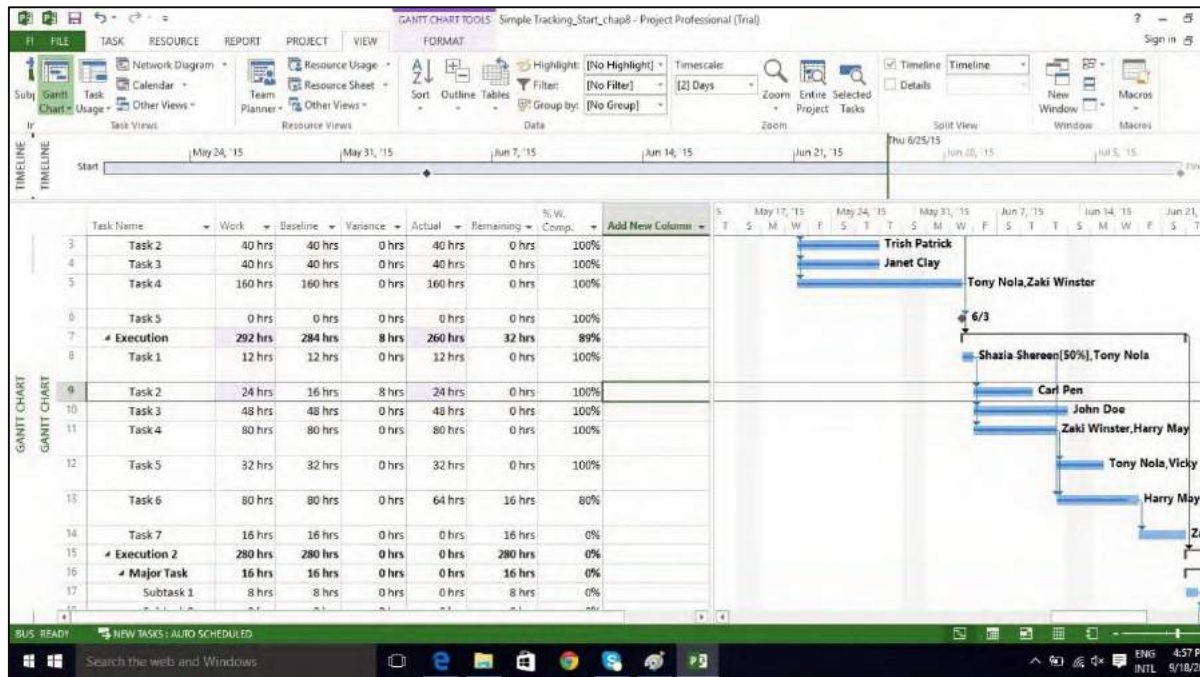 GANTT CHART TOOLS Simple Tracking_Start_chap8 - Project Professional (Trial)
FI FILE TASK RESOURCE REPORT PROJECT VIEW FORMAT Sign in
Network Diagram Resource Usage Highlight: [No Highlight] Timescale: Timeline Timeline
Calendar Resource Sheet Filter: [No Filter] [2] Days Details
Subj Gantt Chart Task Usage Other Views Team Planner Other Views Sort Outline Tables Group by: [No Group] Zoom Entire Project Selected Tasks New Window Macros
Task Views Resource Views Data Zoom Split View Window Macros
TIMELINE TIMELINE
Thu 6/25/15
May 24, '15 May 31, '15 Jun 7, '15 Jun 14, '15 Jun 21, '15 Jun 28, '15 Jul 5, '15
Start
GANTT CHART GANTT CHART
Task Name Work Baseline Variance Actual Remaining % W. Comp. Add New Column
S May 17, '15 May 24, '15 May 31, '15 Jun 7, '15 Jun 14, '15 Jun 21,
T S M W F S T T S M W F S T T S M W F S T
3 Task 2 40 hrs 40 hrs 0 hrs 40 hrs 0 hrs 100% Trish Patrick
4 Task 3 40 hrs 40 hrs 0 hrs 40 hrs 0 hrs 100% Janet Clay
5 Task 4 160 hrs 160 hrs 0 hrs 160 hrs 0 hrs 100% Tony Nola,Zaki Winster
6 Task 5 0 hrs 0 hrs 0 hrs 0 hrs 0 hrs 100% 6/3
7 Execution 292 hrs 284 hrs 8 hrs 260 hrs 32 hrs 89%
8 Task 1 12 hrs 12 hrs 0 hrs 12 hrs 0 hrs 100% Shazia Shereen[50%],Tony Nola
9 Task 2 24 hrs 16 hrs 8 hrs 24 hrs 0 hrs 100% Carl Pen
10 Task 3 48 hrs 48 hrs 0 hrs 48 hrs 0 hrs 100% John Doe
11 Task 4 80 hrs 80 hrs 0 hrs 80 hrs 0 hrs 100% Zaki Winster,Harry May
12 Task 5 32 hrs 32 hrs 0 hrs 32 hrs 0 hrs 100% Tony Nola,Vicky
13 Task 6 80 hrs 80 hrs 0 hrs 64 hrs 16 hrs 80% Harry May
14 Task 7 16 hrs 16 hrs 0 hrs 0 hrs 16 hrs 0%
15 Execution 2 280 hrs 280 hrs 0 hrs 0 hrs 280 hrs 0%
16 Major Task 16 hrs 16 hrs 0 hrs 0 hrs 16 hrs 0%
17 Subtask 1 8 hrs 8 hrs 0 hrs 0 hrs 8 hrs 0%
BUS READY NEW TASKS : AUTO SCHEDULED
Search the web and Windows
ENG 4:57 P
INTL 9/18/2